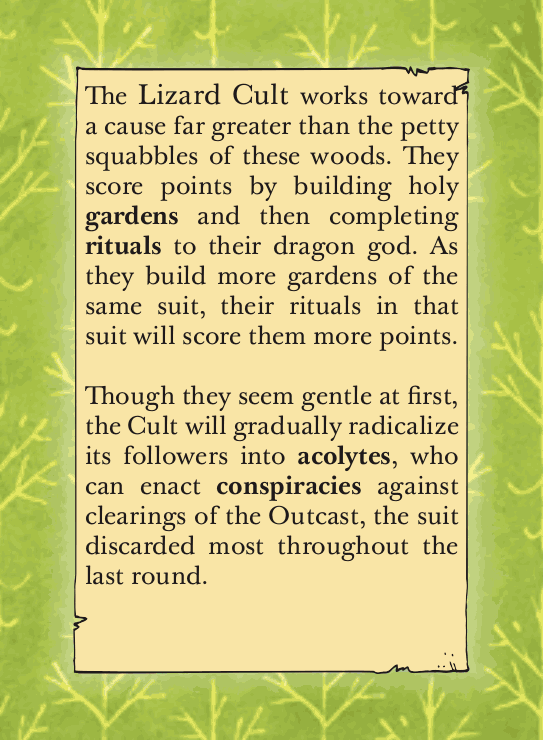 The Lizard Cult works toward
a cause far greater than the petty
squabbles of these woods. They
score points by building holy
gardens and then completing
rituals to their dragon god. As
they build more gardens of the
same suit, their rituals in that
suit will score them more points.
Though they seem gentle at first,
the Cult will gradually radicalize
its followers into acolytes, who
can enact conspiracies against
clearings of the Outcast, the suit
discarded most throughout the
last round.